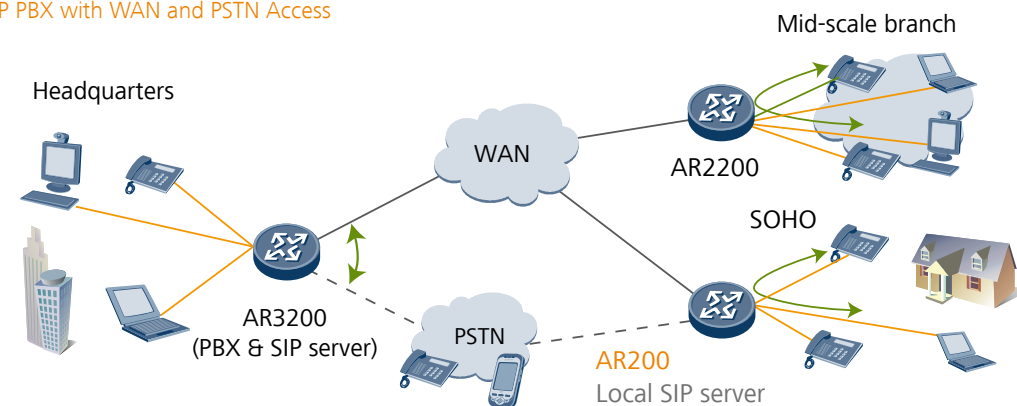 P PBX with WAN and PSTN Access
Mid-scale branch
Headquarters
WAN
AR2200
SOHO
AR3200
(PBX & SIP server)
PSTN
AR200
Local SIP server